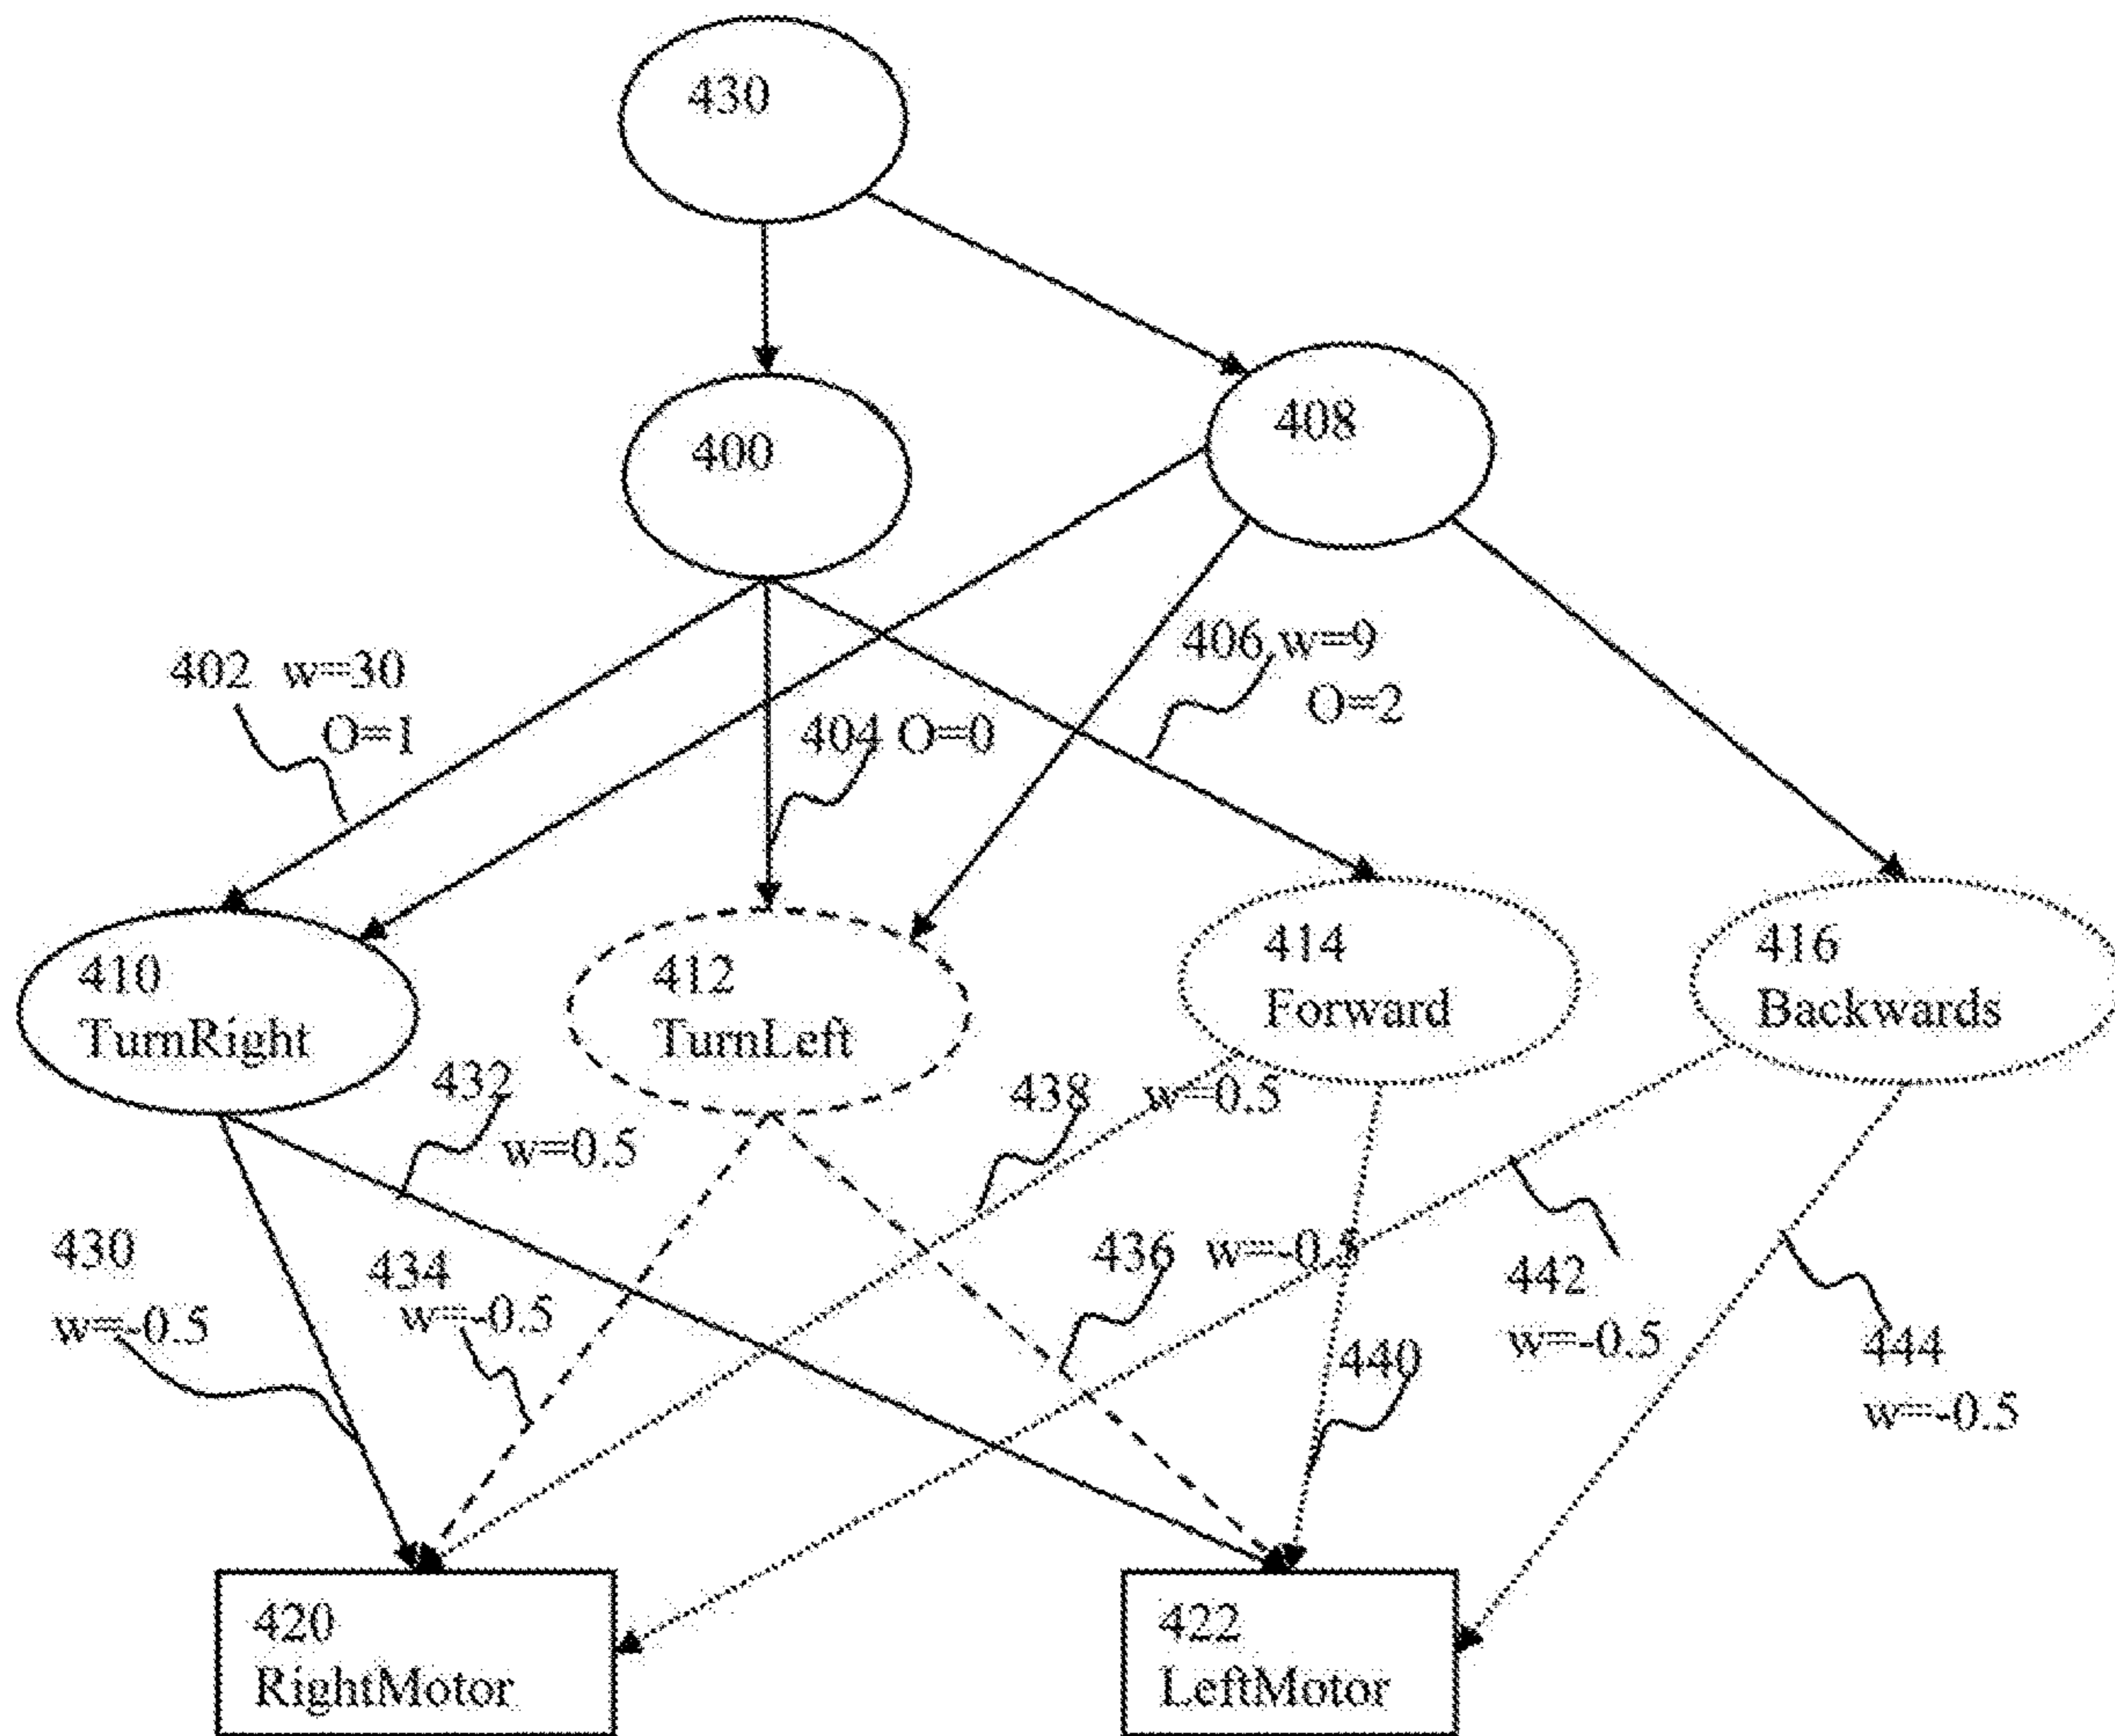 430
400
408
402 w=30
O=1
404 O=0
406 w=9
O=2
410
TurnRight
412
TurnLeft
414
Forward
416
Backwards
432
w=0.5
438 w=0.5
430
w=-0.5
434
w=-0.5
436 w=-0.5
440
442
w=-0.5
444
w=-0.5
420
RightMotor
422
LeftMotor